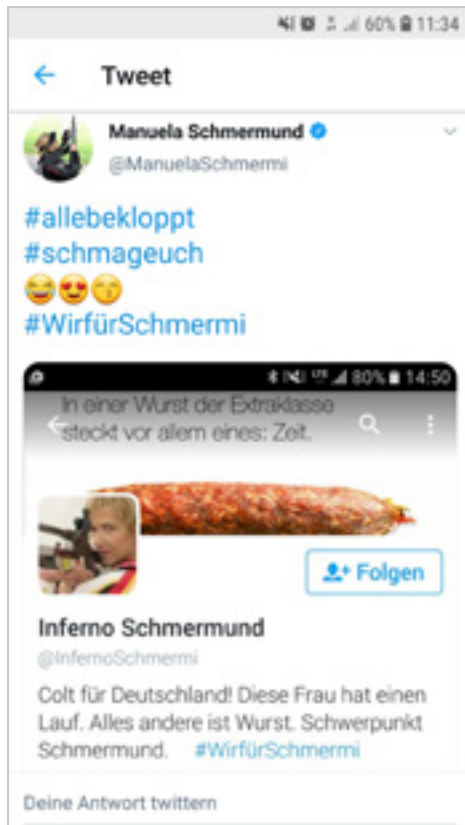 60% 11:34
Tweet
Manuela Schmermund
@ManuelaSchmermi
#allebekloppt
#schmageuch
#WirfürSchmermi
LTE 80% 14:50
In einer Wurst der Extraklasse
steckt vor allem eines: Zeit.
Folgen
Inferno Schmermund
@InfernoSchmermi
Colt für Deutschland! Diese Frau hat einen
Lauf. Alles andere ist Wurst. Schwerpunkt
Schmermund. #WirfürSchmermi
Deine Antwort twittern